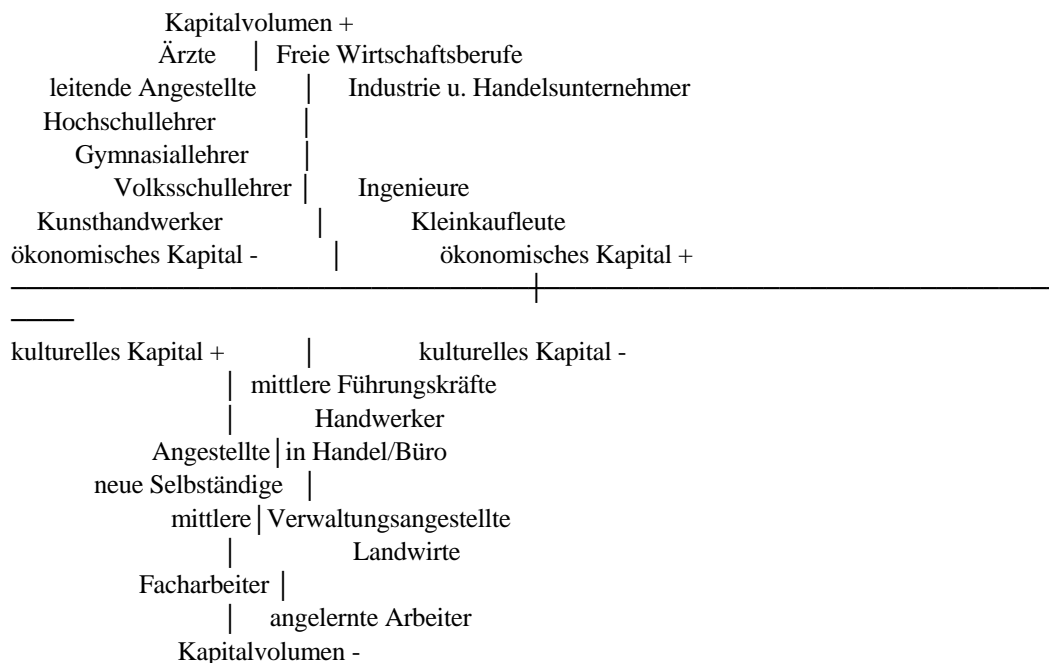 Kapitalvolumen +
Ärzte │ Freie Wirtschaftsberufe
leitende Angestellte │ Industrie u. Handelsunternehmer
Hochschullehrer │
Gymnasiallehrer │
Volksschullehrer │ Ingenieure
Kunsthandwerker │ Kleinkaufleute
ökonomisches Kapital - │ ökonomisches Kapital +
kulturelles Kapital + │ kulturelles Kapital -
│ mittlere Führungskräfte
│ Handwerker
Angestellte│in Handel/Büro
neue Selbständige │
mittlere│Verwaltungsangestellte
│ Landwirte
Facharbeiter │
│ angelernte Arbeiter
Kapitalvolumen -